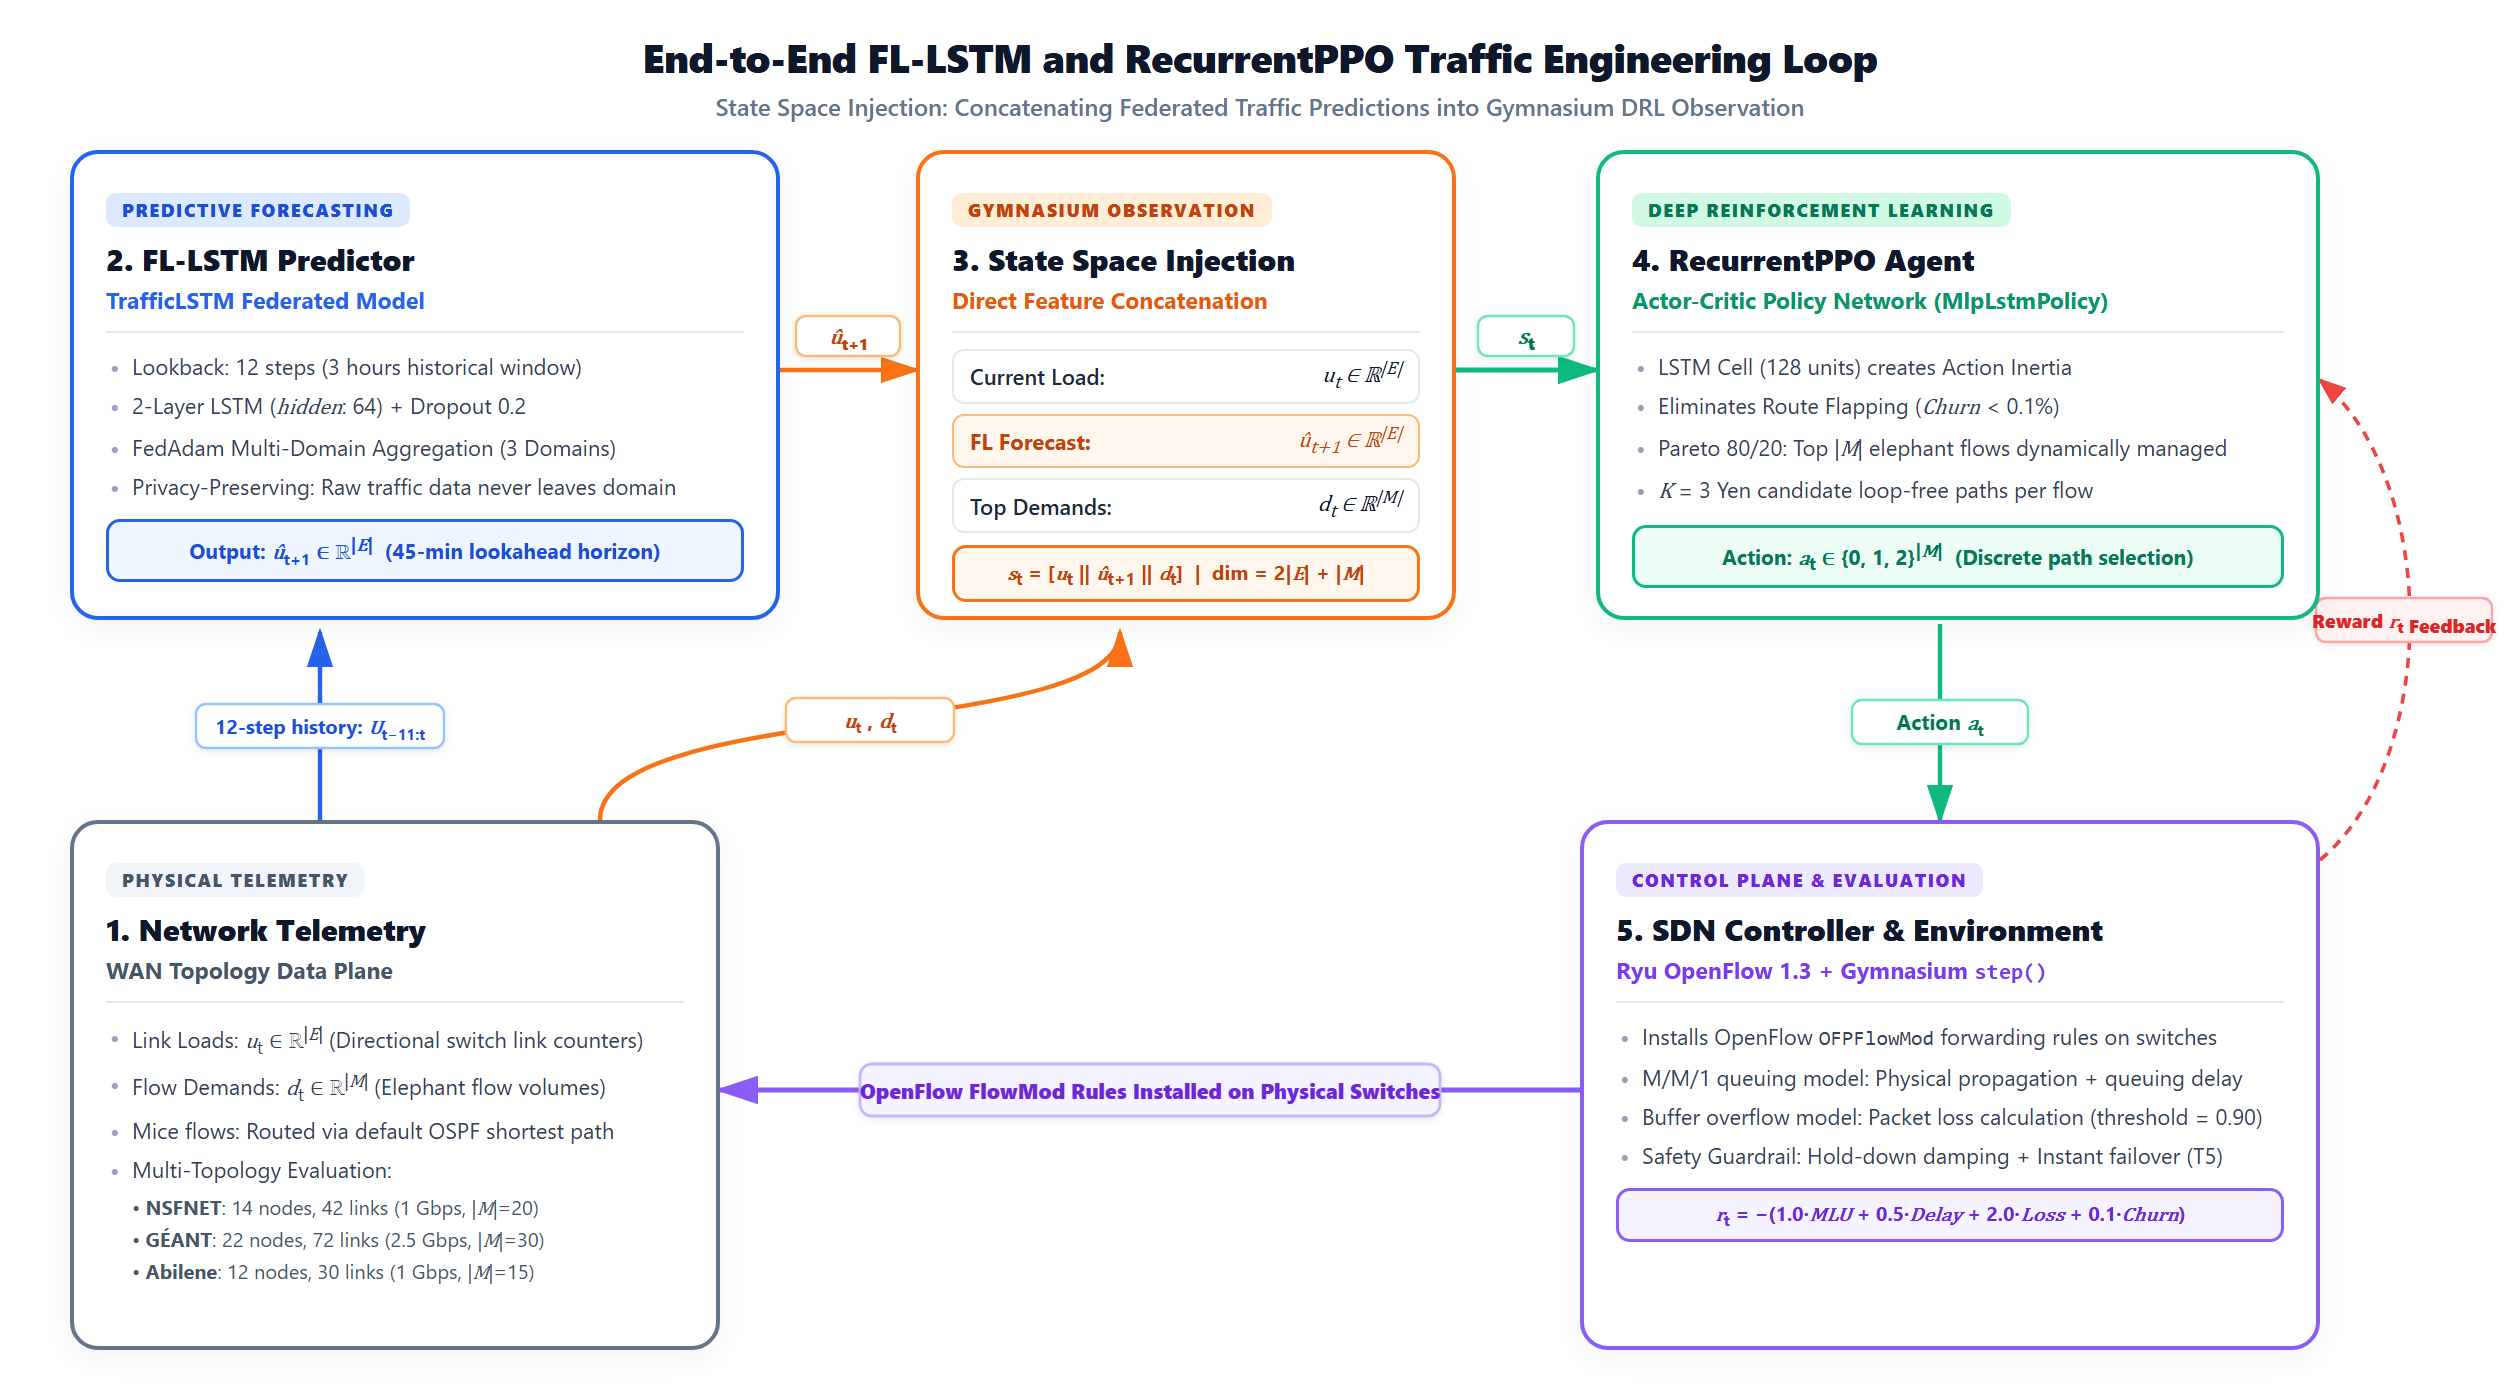 End-to-End FL-LSTM and RecurrentPPO Traffic Engineering Loop
State Space Injection: Concatenating Federated Traffic Predictions into Gymnasium DRL Observation
PREDICTIVE FORECASTING
2. FL-LSTM Predictor
TrafficLSTM Federated Model
• Lookback: 12 steps (3 hours historical window)
• 2-Layer LSTM (hidden: 64) + Dropout 0.2
• FedAdam Multi-Domain Aggregation (3 Domains)
• Privacy-Preserving: Raw traffic data never leaves domain
Output: û_{t+1} ∈ ℝ^{|E|} (45-min lookahead horizon)
û_{t+1}
GYMNASIUM OBSERVATION
3. State Space Injection
Direct Feature Concatenation
Current Load: u_t ∈ ℝ^{|E|}
FL Forecast: û_{t+1} ∈ ℝ^{|E|}
Top Demands: d_t ∈ ℝ^{|M|}
s_t = [u_t || û_{t+1} || d_t] | dim = 2|E| + |M|
s_t
DEEP REINFORCEMENT LEARNING
4. RecurrentPPO Agent
Actor-Critic Policy Network (MlpLstmPolicy)
• LSTM Cell (128 units) creates Action Inertia
• Eliminates Route Flapping (Churn < 0.1%)
• Pareto 80/20: Top |M| elephant flows dynamically managed
• K = 3 Yen candidate loop-free paths per flow
Action: a_t ∈ {0, 1, 2}^{|M|} (Discrete path selection)
Reward r_t Feedback
12-step history: U_{t−11:t}
u_t , d_t
Action a_t
PHYSICAL TELEMETRY
1. Network Telemetry
WAN Topology Data Plane
• Link Loads: u_t ∈ ℝ^{|E|} (Directional switch link counters)
• Flow Demands: d_t ∈ ℝ^{|M|} (Elephant flow volumes)
• Mice flows: Routed via default OSPF shortest path
• Multi-Topology Evaluation:
• NSFNET: 14 nodes, 42 links (1 Gbps, |M|=20)
• GÉANT: 22 nodes, 72 links (2.5 Gbps, |M|=30)
• Abilene: 12 nodes, 30 links (1 Gbps, |M|=15)
OpenFlow FlowMod Rules Installed on Physical Switches
CONTROL PLANE & EVALUATION
5. SDN Controller & Environment
Ryu OpenFlow 1.3 + Gymnasium step()
• Installs OpenFlow OFPFlowMod forwarding rules on switches
• M/M/1 queuing model: Physical propagation + queuing delay
• Buffer overflow model: Packet loss calculation (threshold = 0.90)
• Safety Guardrail: Hold-down damping + Instant failover (T5)
r_t = −(1.0·MLU + 0.5·Delay + 2.0·Loss + 0.1·Churn)